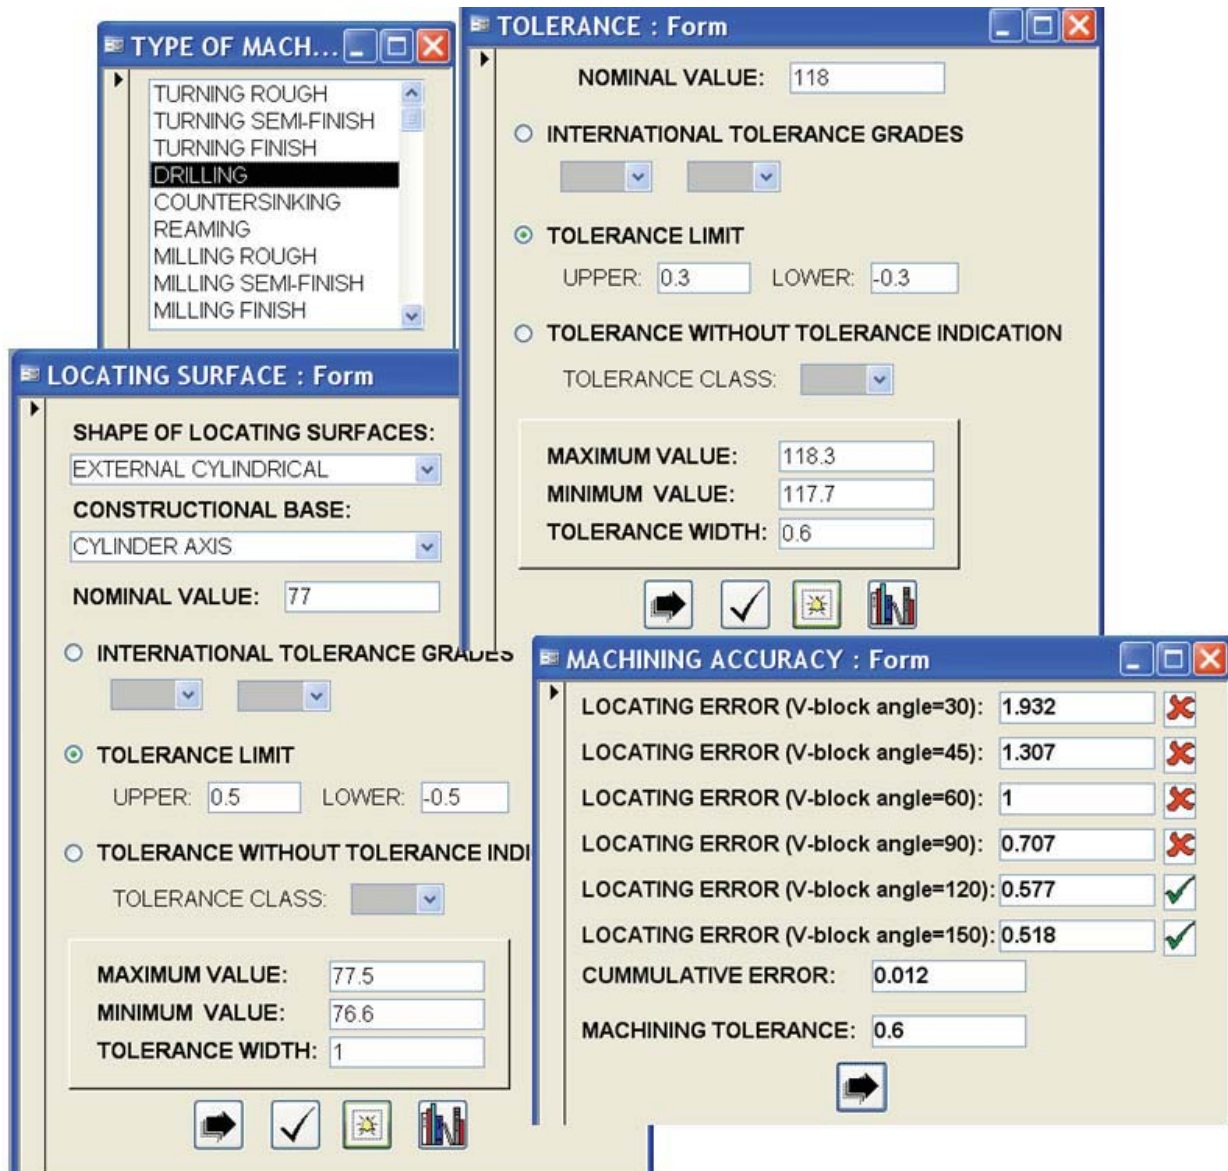 TYPE OF MACH...
TURNING ROUGH
TURNING SEMI-FINISH
TURNING FINISH
DRILLING
COUNTERSINKING
REAMING
MILLING ROUGH
MILLING SEMI-FINISH
MILLING FINISH
TOLERANCE : Form
NOMINAL VALUE: 118
INTERNATIONAL TOLERANCE GRADES
TOLERANCE LIMIT
UPPER: 0.3 LOWER: -0.3
TOLERANCE WITHOUT TOLERANCE INDICATION
TOLERANCE CLASS:
MAXIMUM VALUE: 118.3
MINIMUM VALUE: 117.7
TOLERANCE WIDTH: 0.6
LOCATING SURFACE : Form
SHAPE OF LOCATING SURFACES:
EXTERNAL CYLINDRICAL
CONSTRUCTIONAL BASE:
CYLINDER AXIS
NOMINAL VALUE: 77
INTERNATIONAL TOLERANCE GRADES
TOLERANCE LIMIT
UPPER: 0.5 LOWER: -0.5
TOLERANCE WITHOUT TOLERANCE INDI
TOLERANCE CLASS:
MAXIMUM VALUE: 77.5
MINIMUM VALUE: 76.6
TOLERANCE WIDTH: 1
MACHINING ACCURACY : Form
LOCATING ERROR (V-block angle=30): 1.932
LOCATING ERROR (V-block angle=45): 1.307
LOCATING ERROR (V-block angle=60): 1
LOCATING ERROR (V-block angle=90): 0.707
LOCATING ERROR (V-block angle=120): 0.577
LOCATING ERROR (V-block angle=150): 0.518
CUMMULATIVE ERROR: 0.012
MACHINING TOLERANCE: 0.6